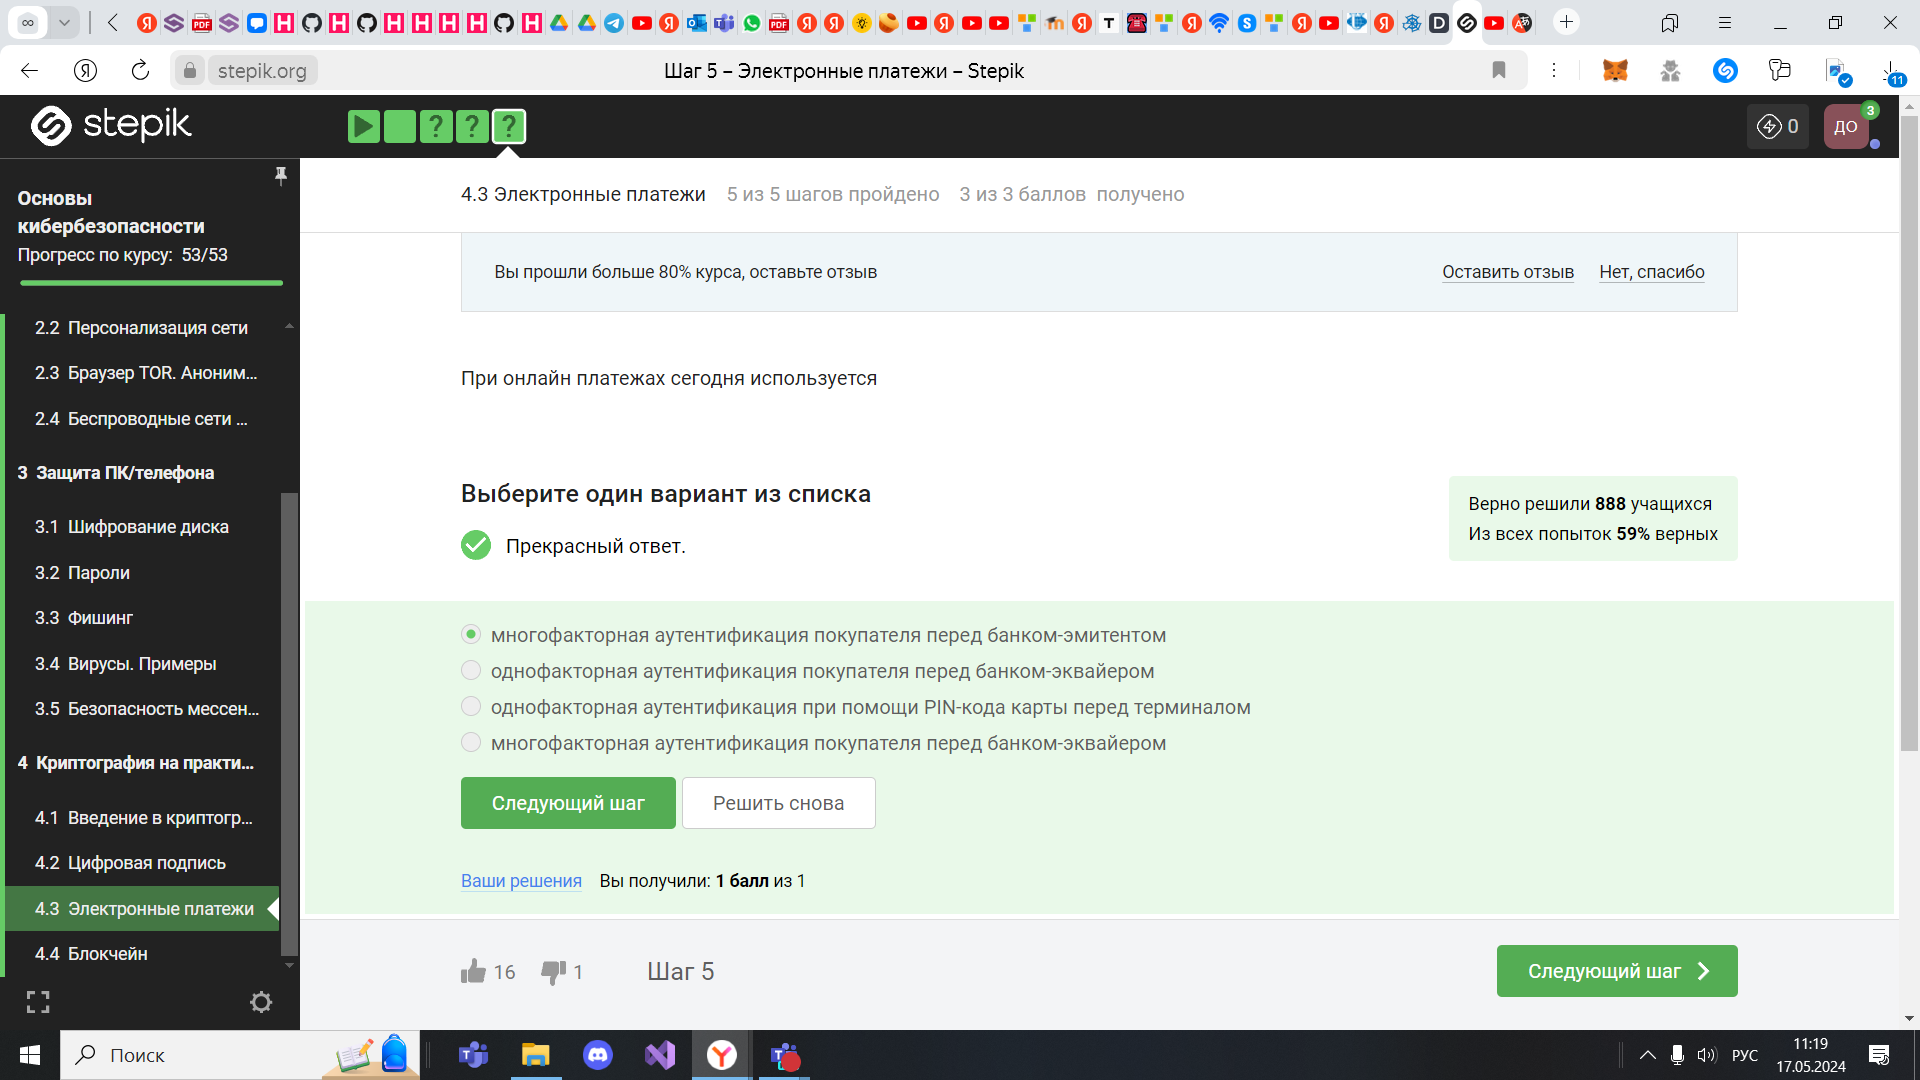 stepik.org
Шаг 5 – Электронные платежи – Stepik
11
stepik
? ? ?
0
ДО
3
Основы
кибербезопасности
Прогресс по курсу: 53/53
2.2 Персонализация сети
2.3 Браузер TOR. Аноним...
2.4 Беспроводные сети ...
3 Защита ПК/телефона
3.1 Шифрование диска
3.2 Пароли
3.3 Фишинг
3.4 Вирусы. Примеры
3.5 Безопасность мессен...
4 Криптография на практи...
4.1 Введение в криптогр...
4.2 Цифровая подпись
4.3 Электронные платежи
4.4 Блокчейн
4.3 Электронные платежи 5 из 5 шагов пройдено 3 из 3 баллов получено
Вы прошли больше 80% курса, оставьте отзыв
Оставить отзыв Нет, спасибо
При онлайн платежах сегодня используется
Выберите один вариант из списка
Прекрасный ответ.
Верно решили 888 учащихся
Из всех попыток 59% верных
многофакторная аутентификация покупателя перед банком-эмитентом
однофакторная аутентификация покупателя перед банком-эквайером
однофакторная аутентификация при помощи PIN-кода карты перед терминалом
многофакторная аутентификация покупателя перед банком-эквайером
Следующий шаг Решить снова
Ваши решения Вы получили: 1 балл из 1
16 1 Шаг 5
Следующий шаг
Поиск
РУС
11:19
17.05.2024